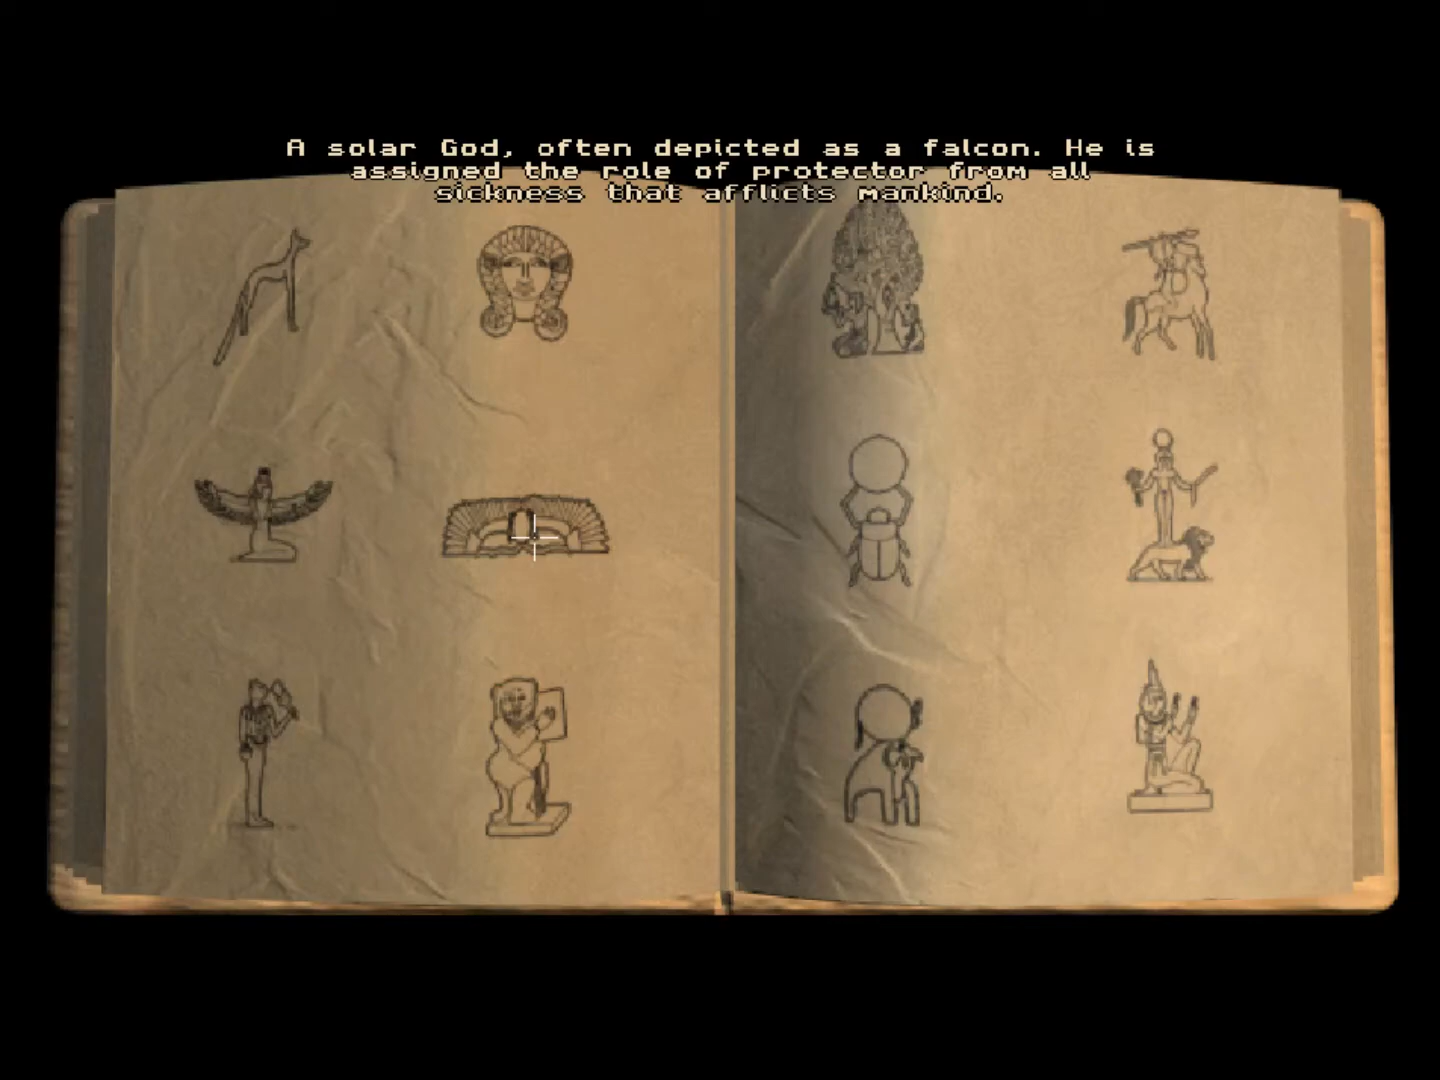 A solar God, often depicted as a falcon. He is
assigned the role of protector from all
sickness that afflicts mankind.